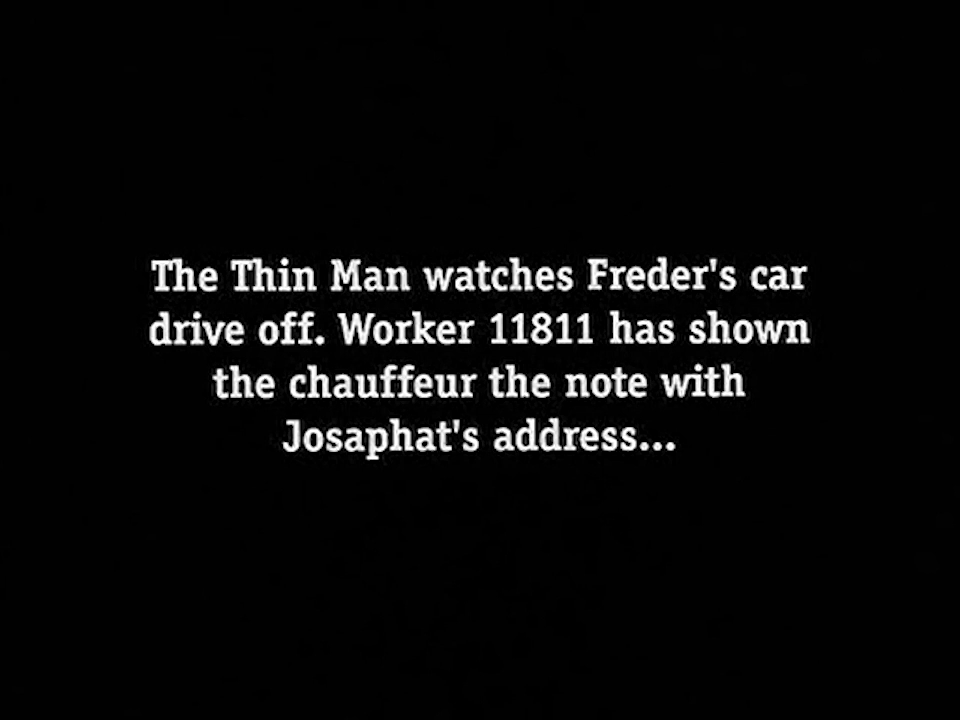 The Thin Man watches Freder's car
drive off. Worker 11811 has shown
the chauffeur the note with
Josaphat's address...